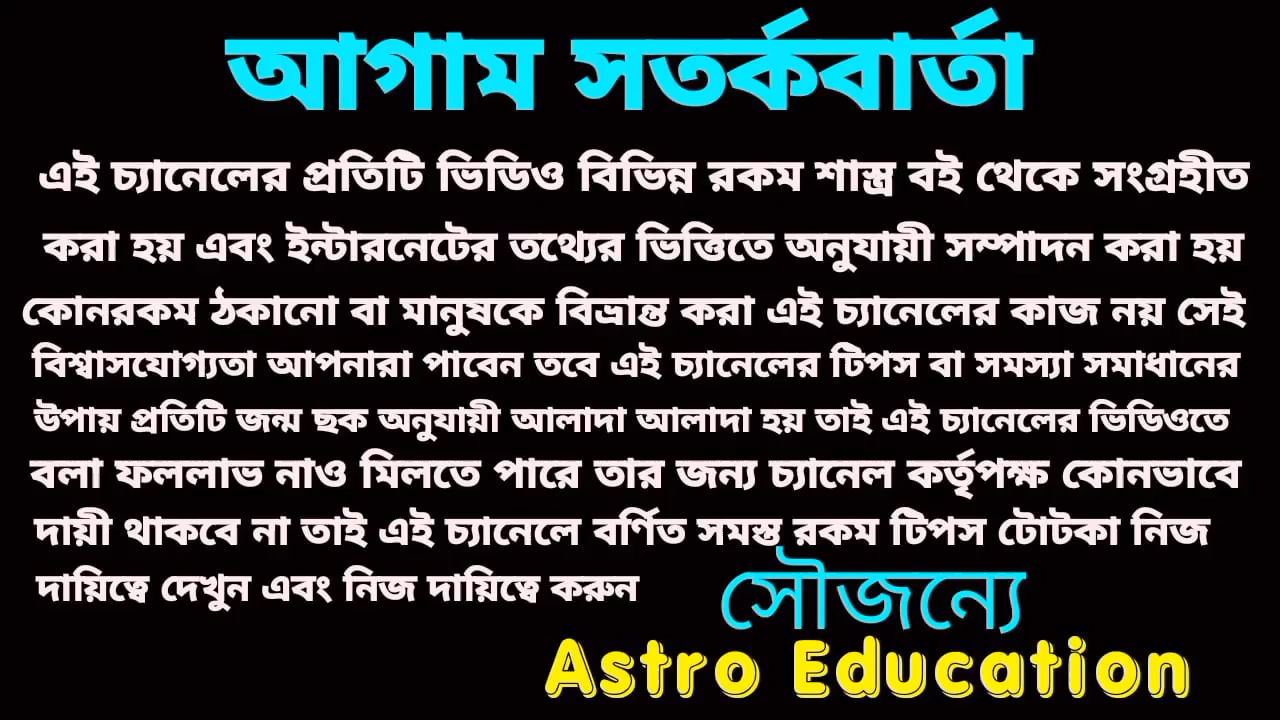 আগাম সতর্কবার্তা
এই চ্যানেলের প্রতিটি ভিডিও বিভিন্ন রকম শাস্ত্র বই থেকে সংগ্রহীত
করা হয় এবং ইন্টারনেটের তথ্যের ভিত্তিতে অনুযায়ী সম্পাদন করা হয়
কোনরকম ঠকানো বা মানুষকে বিভ্রান্ত করা এই চ্যানেলের কাজ নয় সেই
বিশ্বাসযোগ্যতা আপনারা পাবেন তবে এই চ্যানেলের টিপস বা সমস্যা সমাধানের
উপায় প্রতিটি জন্ম ছক অনুযায়ী আলাদা আলাদা হয় তাই এই চ্যানেলের ভিডিওতে
বলা ফললাভ নাও মিলতে পারে তার জন্য চ্যানেল কর্তৃপক্ষ কোনভাবে
দায়ী থাকবে না তাই এই চ্যানেলে বর্ণিত সমস্ত রকম টিপস টোটকা নিজ
দায়িত্বে দেখুন এবং নিজ দায়িত্বে করুন
সৌজন্যে
Astro Education